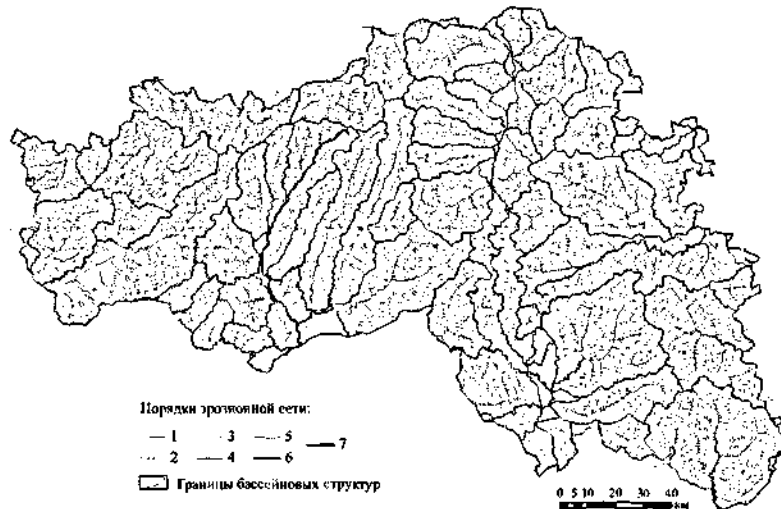 Порядки эрозионной сети:
1 3 5 7
2 4 6
Границы бассейновых структур
0 5 10 20 30 40
км